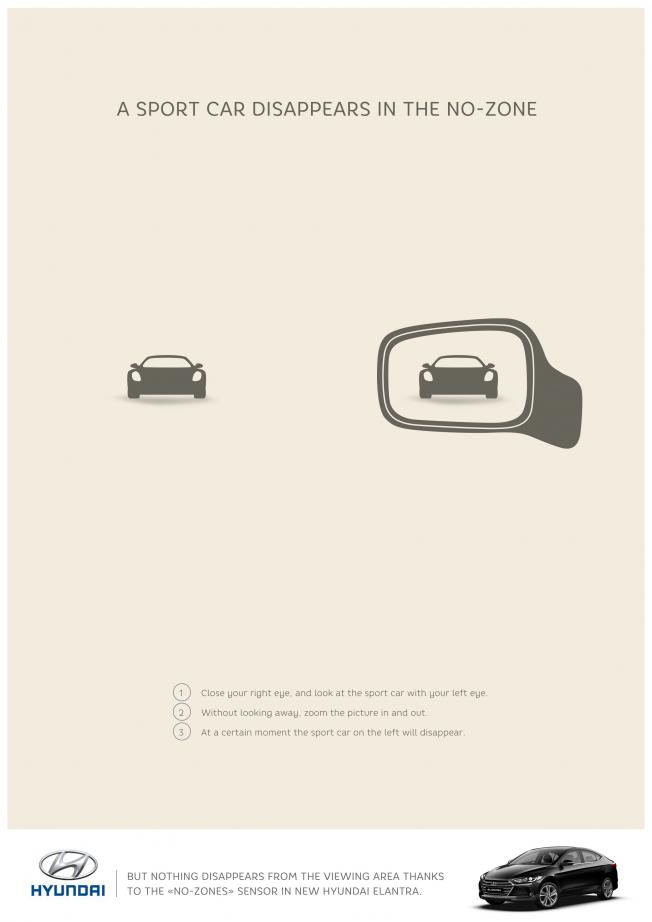 A SPORT CAR DISAPPEARS IN THE NO-ZONE
1 Close your right eye, and look at the sport car with your left eye.
2 Without looking away, zoom the picture in and out.
3 At a certain moment the sport car on the left will disappear.
HYUNDAI
BUT NOTHING DISAPPEARS FROM THE VIEWING AREA THANKS
TO THE «NO-ZONES» SENSOR IN NEW HYUNDAI ELANTRA.